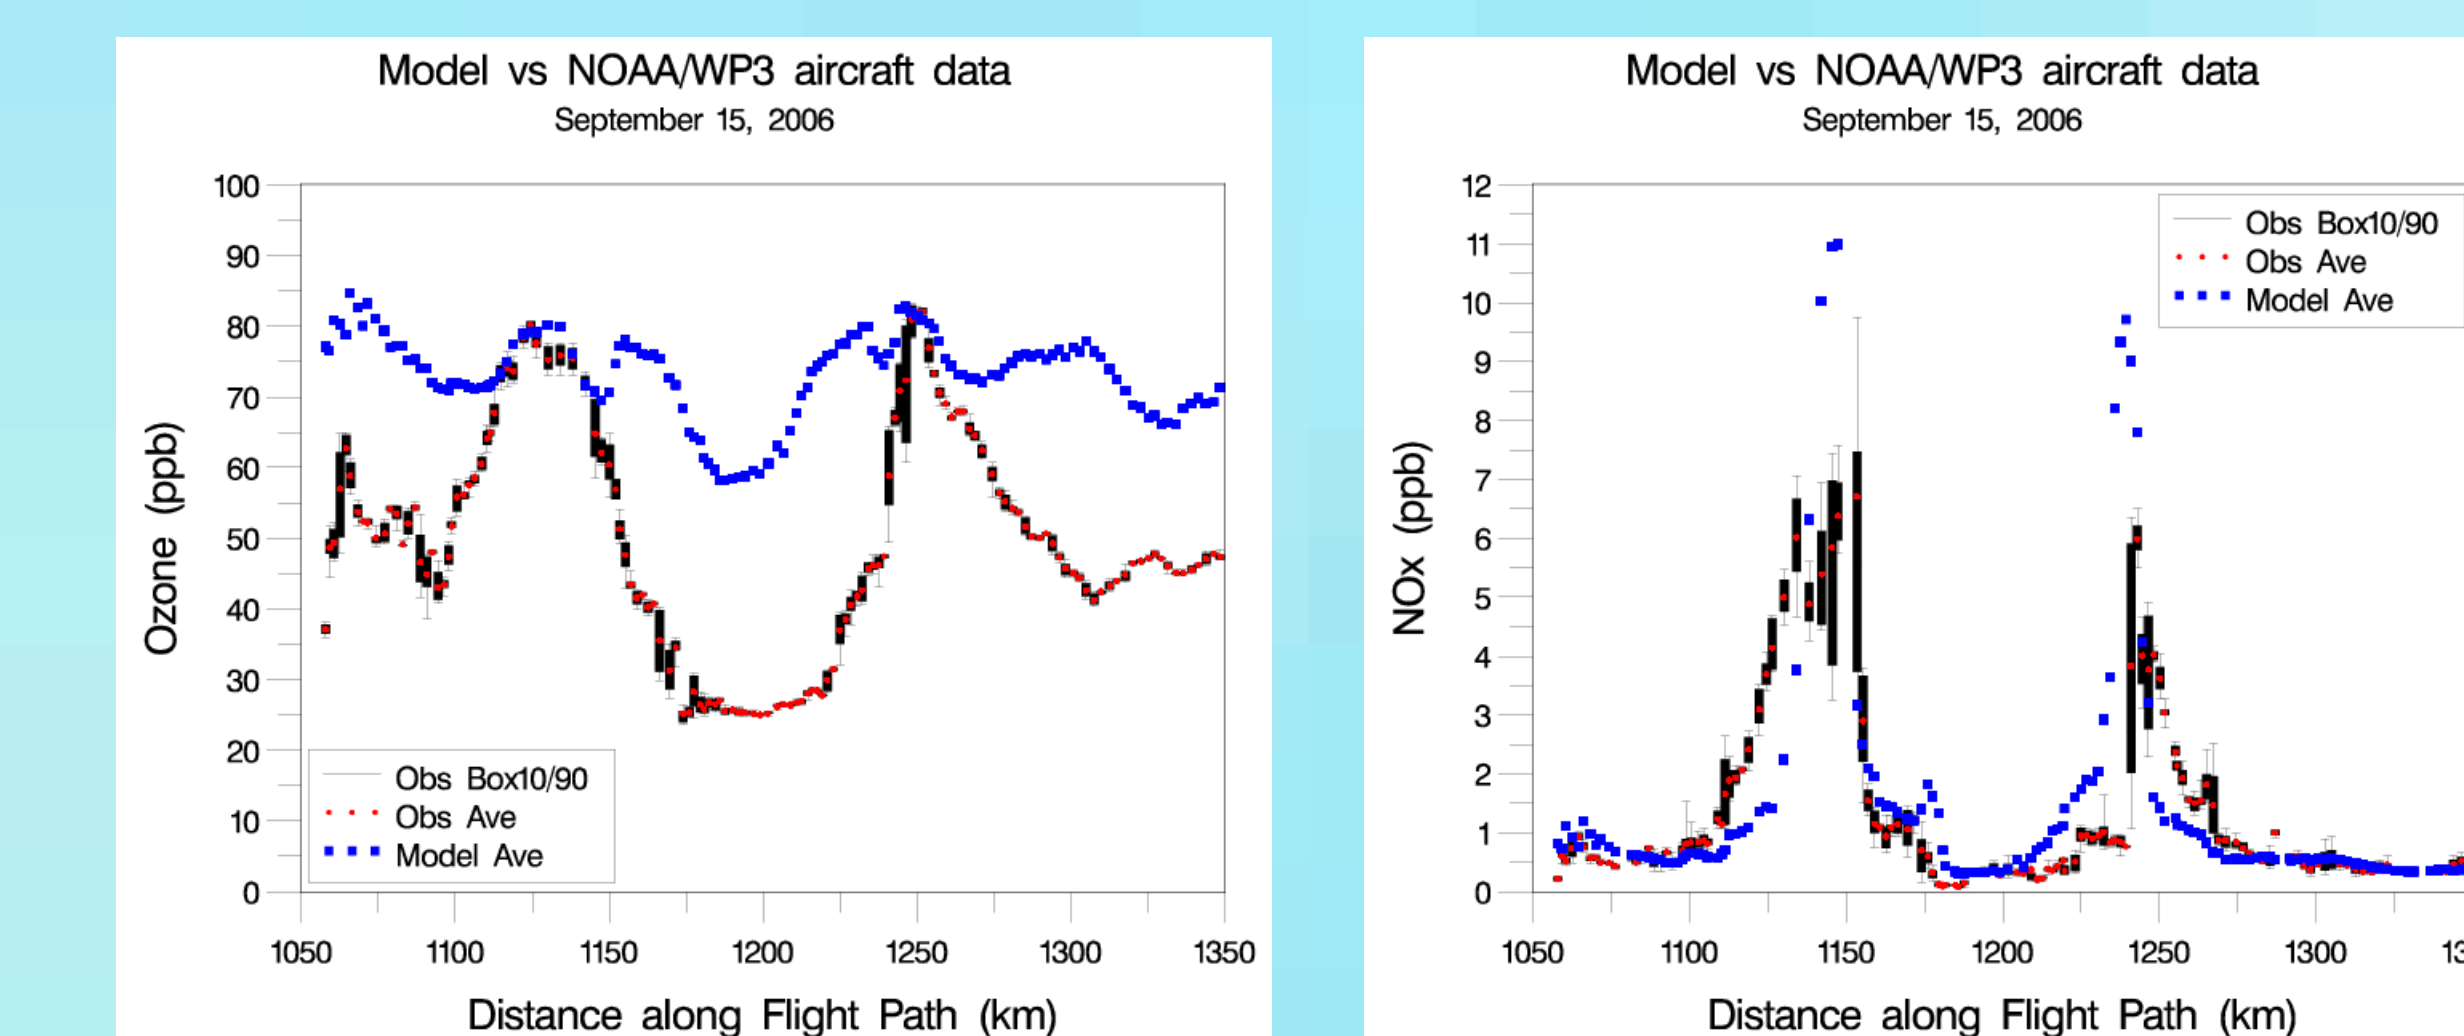 Model vs NOAA/WP3 aircraft data
September 15, 2006
100
90
80
70
60
50
40
30
20
10
0
Ozone (ppb)
Obs Box10/90
Obs Ave
Model Ave
1050 1100 1150 1200 1250 1300 1350
Distance along Flight Path (km)
Model vs NOAA/WP3 aircraft data
September 15, 2006
12
11
10
9
8
7
6
5
4
3
2
1
0
NOx (ppb)
Obs Box10/90
Obs Ave
Model Ave
1050 1100 1150 1200 1250 1300
Distance along Flight Path (km)